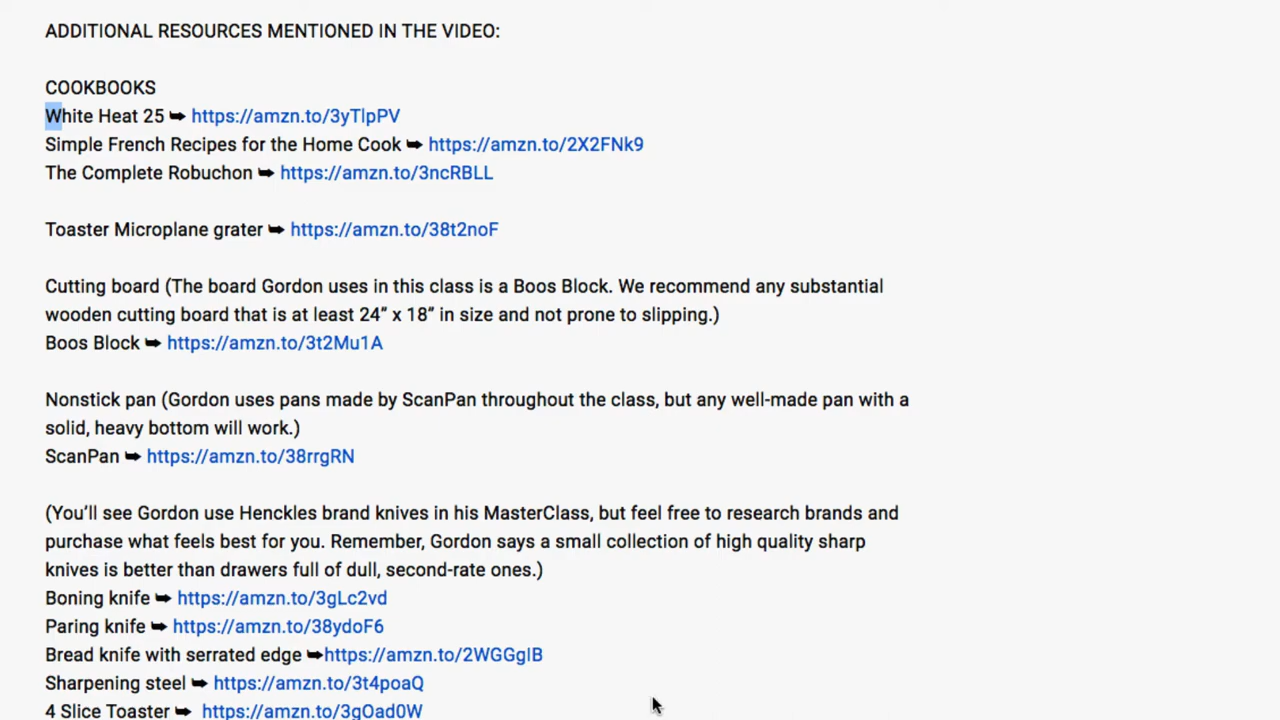 ADDITIONAL RESOURCES MENTIONED IN THE VIDEO:
COOKBOOKS
White Heat 25 ➥ https://amzn.to/3yTlpPV
Simple French Recipes for the Home Cook ➥ https://amzn.to/2X2FNk9
The Complete Robuchon ➥ https://amzn.to/3ncRBLL
Toaster Microplane grater ➥ https://amzn.to/38t2noF
Cutting board (The board Gordon uses in this class is a Boos Block. We recommend any substantial
wooden cutting board that is at least 24” x 18” in size and not prone to slipping.)
Boos Block ➥ https://amzn.to/3t2Mu1A
Nonstick pan (Gordon uses pans made by ScanPan throughout the class, but any well-made pan with a
solid, heavy bottom will work.)
ScanPan ➥ https://amzn.to/38rrgRN
(You’ll see Gordon use Henckles brand knives in his MasterClass, but feel free to research brands and
purchase what feels best for you. Remember, Gordon says a small collection of high quality sharp
knives is better than drawers full of dull, second-rate ones.)
Boning knife ➥ https://amzn.to/3gLc2vd
Paring knife ➥ https://amzn.to/38ydoF6
Bread knife with serrated edge ➥https://amzn.to/2WGGglB
Sharpening steel ➥ https://amzn.to/3t4poaQ
4 Slice Toaster ➥ https://amzn.to/3gOad0W